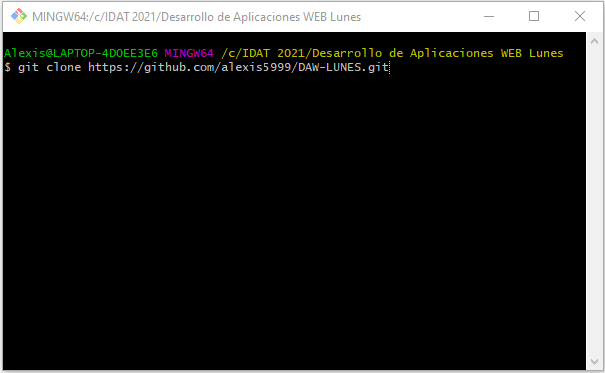 MINGW64:/c/IDAT 2021/Desarrollo de Aplicaciones WEB Lunes
Alexis@LAPTOP-4DOEE3E6 MINGW64 /c/IDAT 2021/Desarrollo de Aplicaciones WEB Lunes
$ git clone https://github.com/alexis5999/DAW-LUNES.git